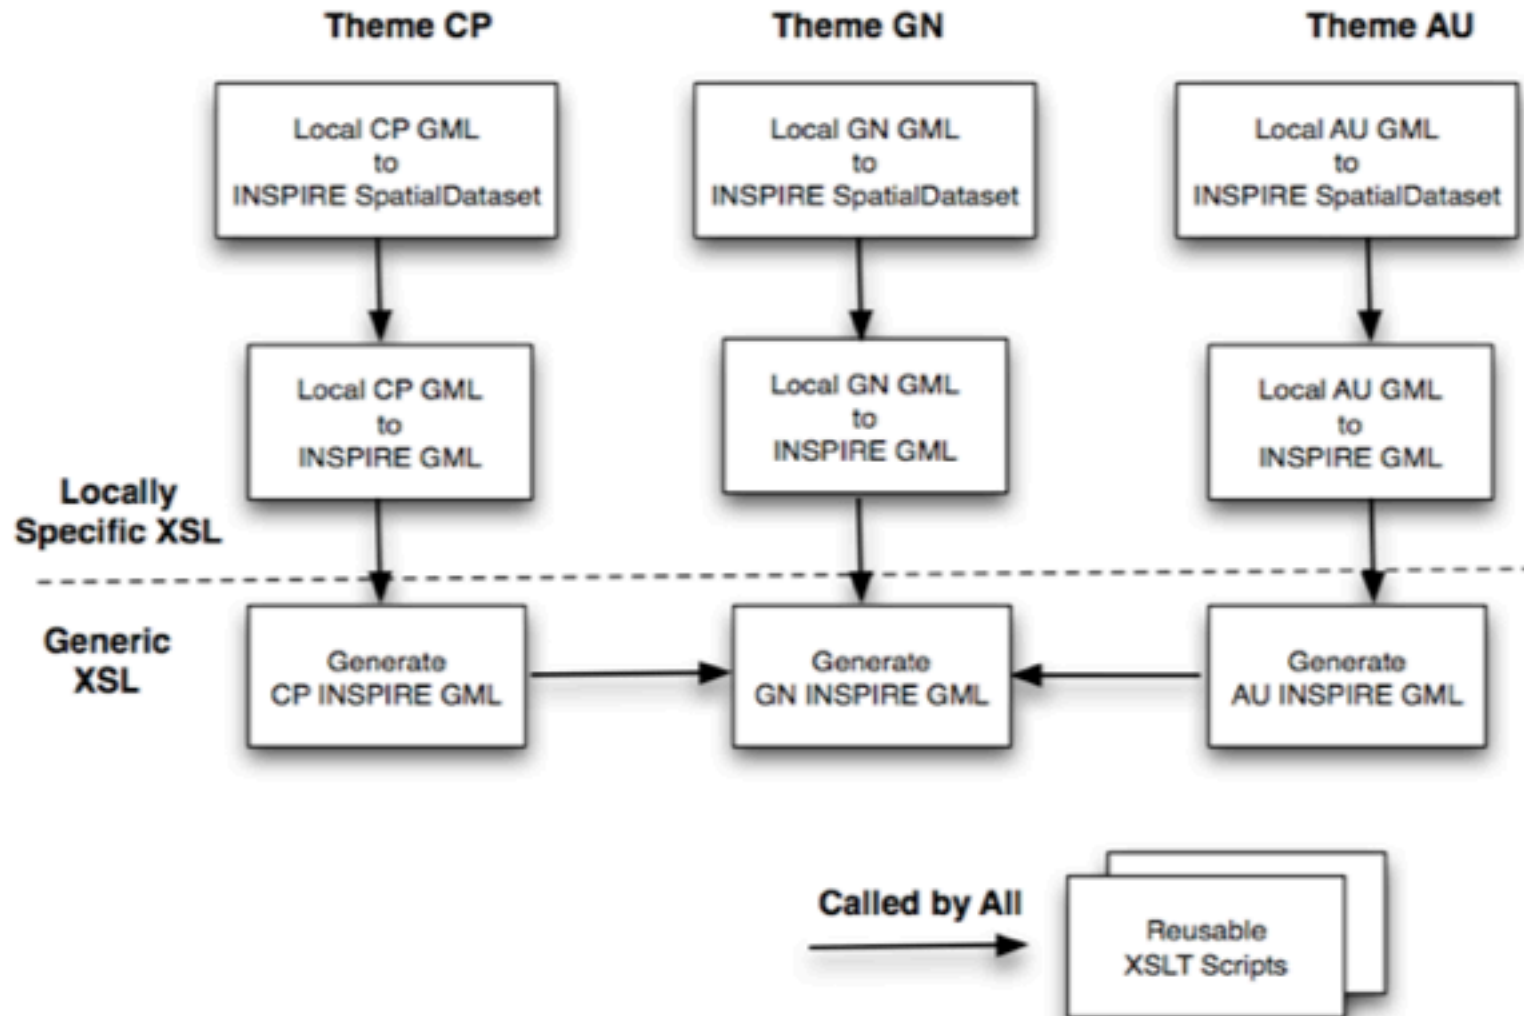 Theme CP
Theme GN
Theme AU
Local CP GML
to
INSPIRE SpatialDataset
Local GN GML
to
INSPIRE SpatialDataset
Local AU GML
to
INSPIRE SpatialDataset
Local CP GML
to
INSPIRE GML
Local GN GML
to
INSPIRE GML
Local AU GML
to
INSPIRE GML
Locally
Specific XSL
Generic
XSL
Generate
CP INSPIRE GML
Generate
GN INSPIRE GML
Generate
AU INSPIRE GML
Called by All
Reusable
XSLT Scripts